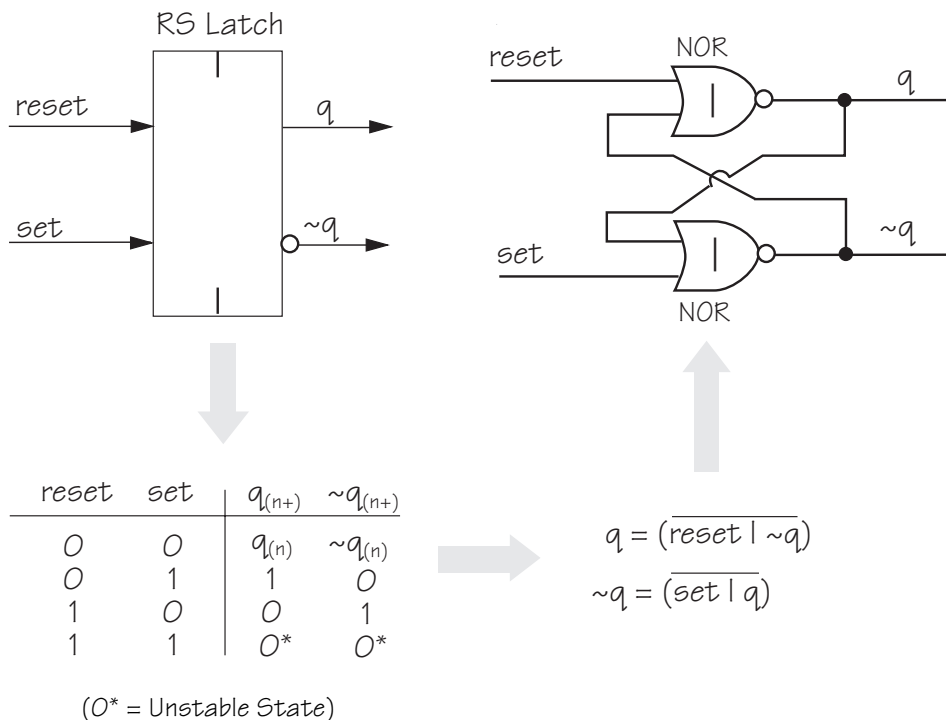 RS Latch
reset
q
set
~q
NOR
reset
q
set
~q
NOR
reset set q(n+) ~q(n+)
0 0 q(n) ~q(n)
0 1 1 0
1 0 0 1
1 1 0* 0*
(0* = Unstable State)
q = (reset | ~q)
~q = (set | q)